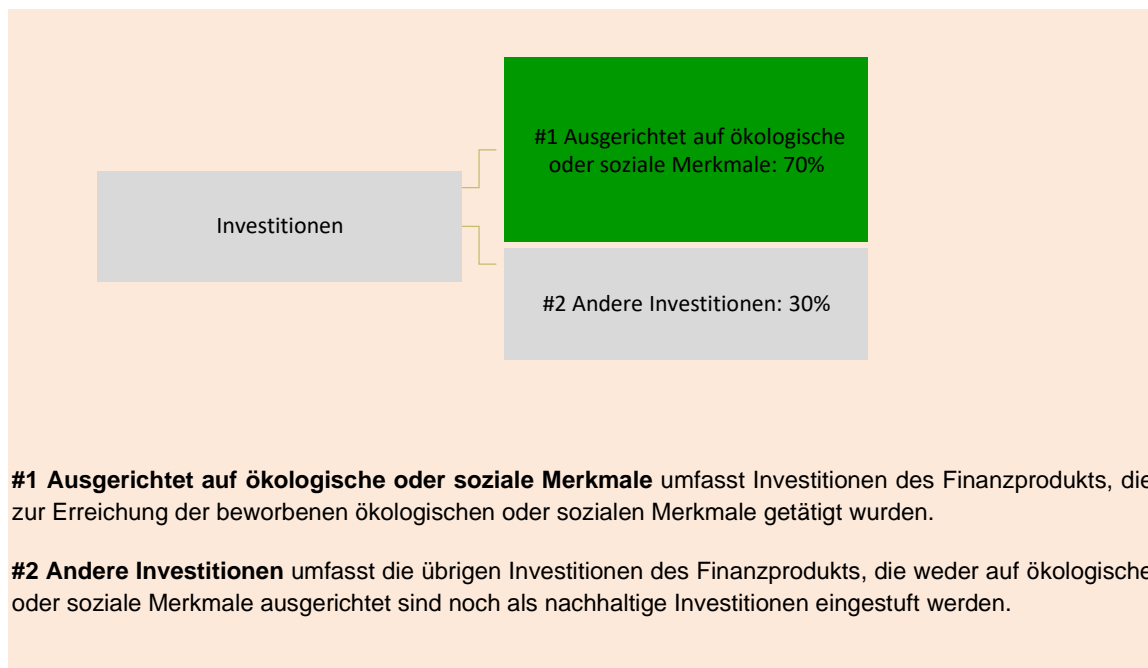 #1 Ausgerichtet auf ökologische
oder soziale Merkmale: 70%
Investitionen
#2 Andere Investitionen: 30%
#1 Ausgerichtet auf ökologische oder soziale Merkmale umfasst Investitionen des Finanzprodukts, die
zur Erreichung der beworbenen ökologischen oder sozialen Merkmale getätigt wurden.
#2 Andere Investitionen umfasst die übrigen Investitionen des Finanzprodukts, die weder auf ökologische
oder soziale Merkmale ausgerichtet sind noch als nachhaltige Investitionen eingestuft werden.